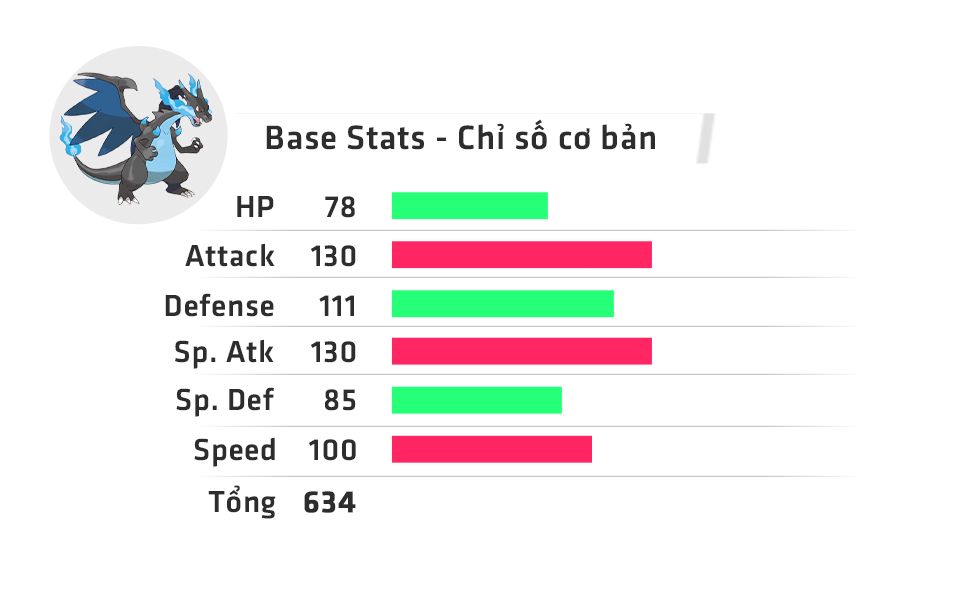 Base Stats - Chỉ số cơ bản
HP 78
Attack 130
Defense 111
Sp. Atk 130
Sp. Def 85
Speed 100
Tổng 634